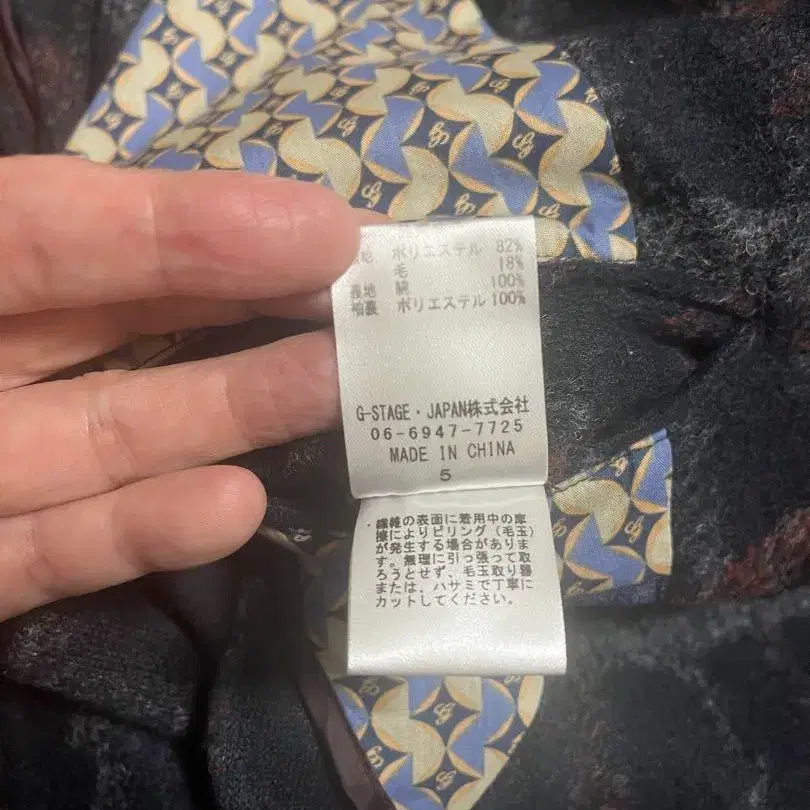 地 ポリエステル 82%
毛 18%
裏地 綿 100%
袖裏 ポリエステル 100%
G-STAGE・JAPAN株式会社
06-6947-7725
MADE IN CHINA
5
・繊維の表面に着用中の摩
擦によりピリング(毛玉)
が発生する場合がありま
す。無理に引っ張って取
ろうとせず、毛玉取り器
または、ハサミで丁寧に
カットしてください。